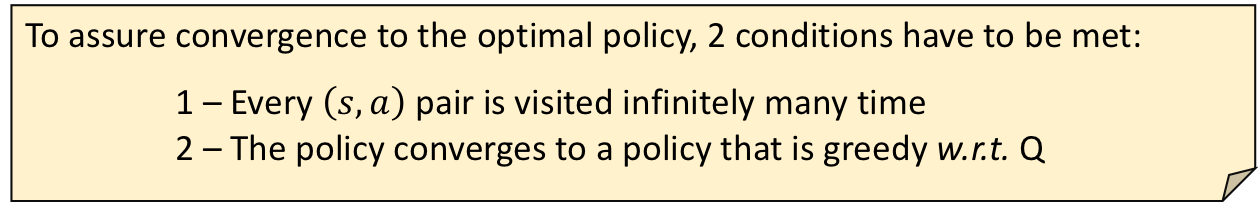 To assure convergence to the optimal policy, 2 conditions have to be met:
1 – Every (s, a) pair is visited infinitely many time
2 – The policy converges to a policy that is greedy w.r.t. Q